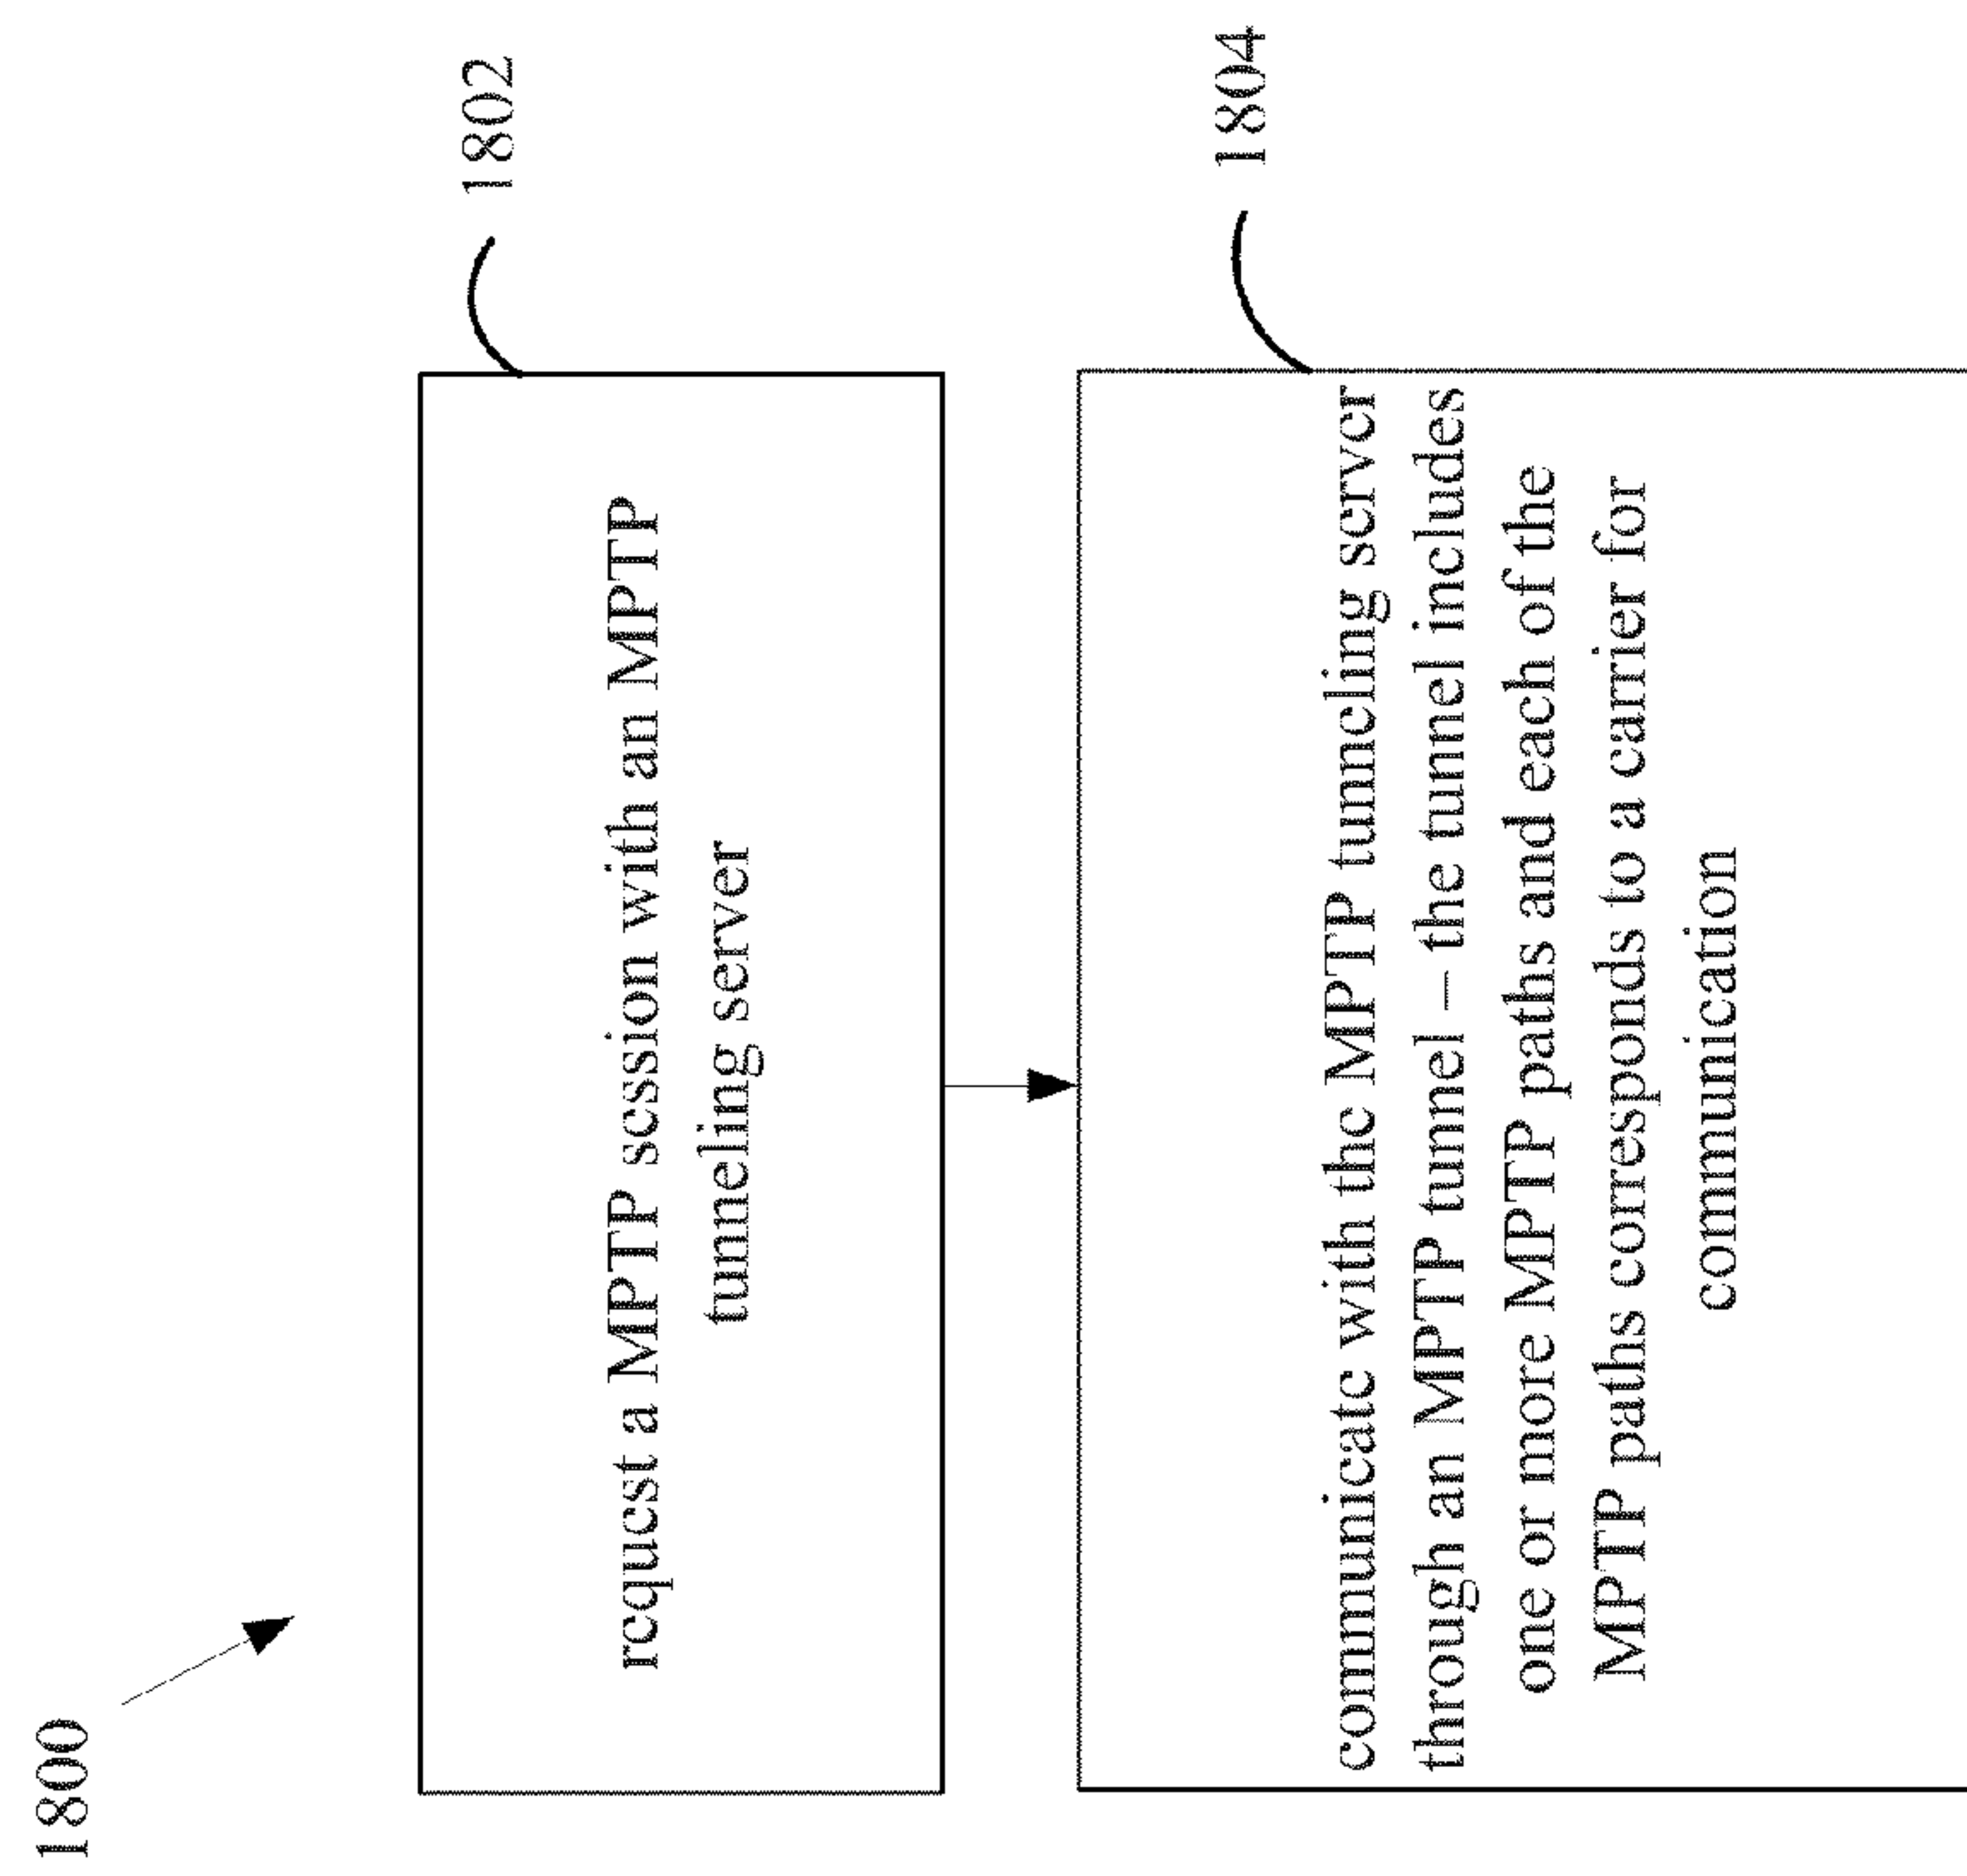 1800
1802
request a MPTP session with an MPTP
tunneling server
1804
communicate with the MPTP tunneling server
through an MPTP tunnel – the tunnel includes
one or more MPTP paths and each of the
MPTP paths corresponds to a carrier for
communication